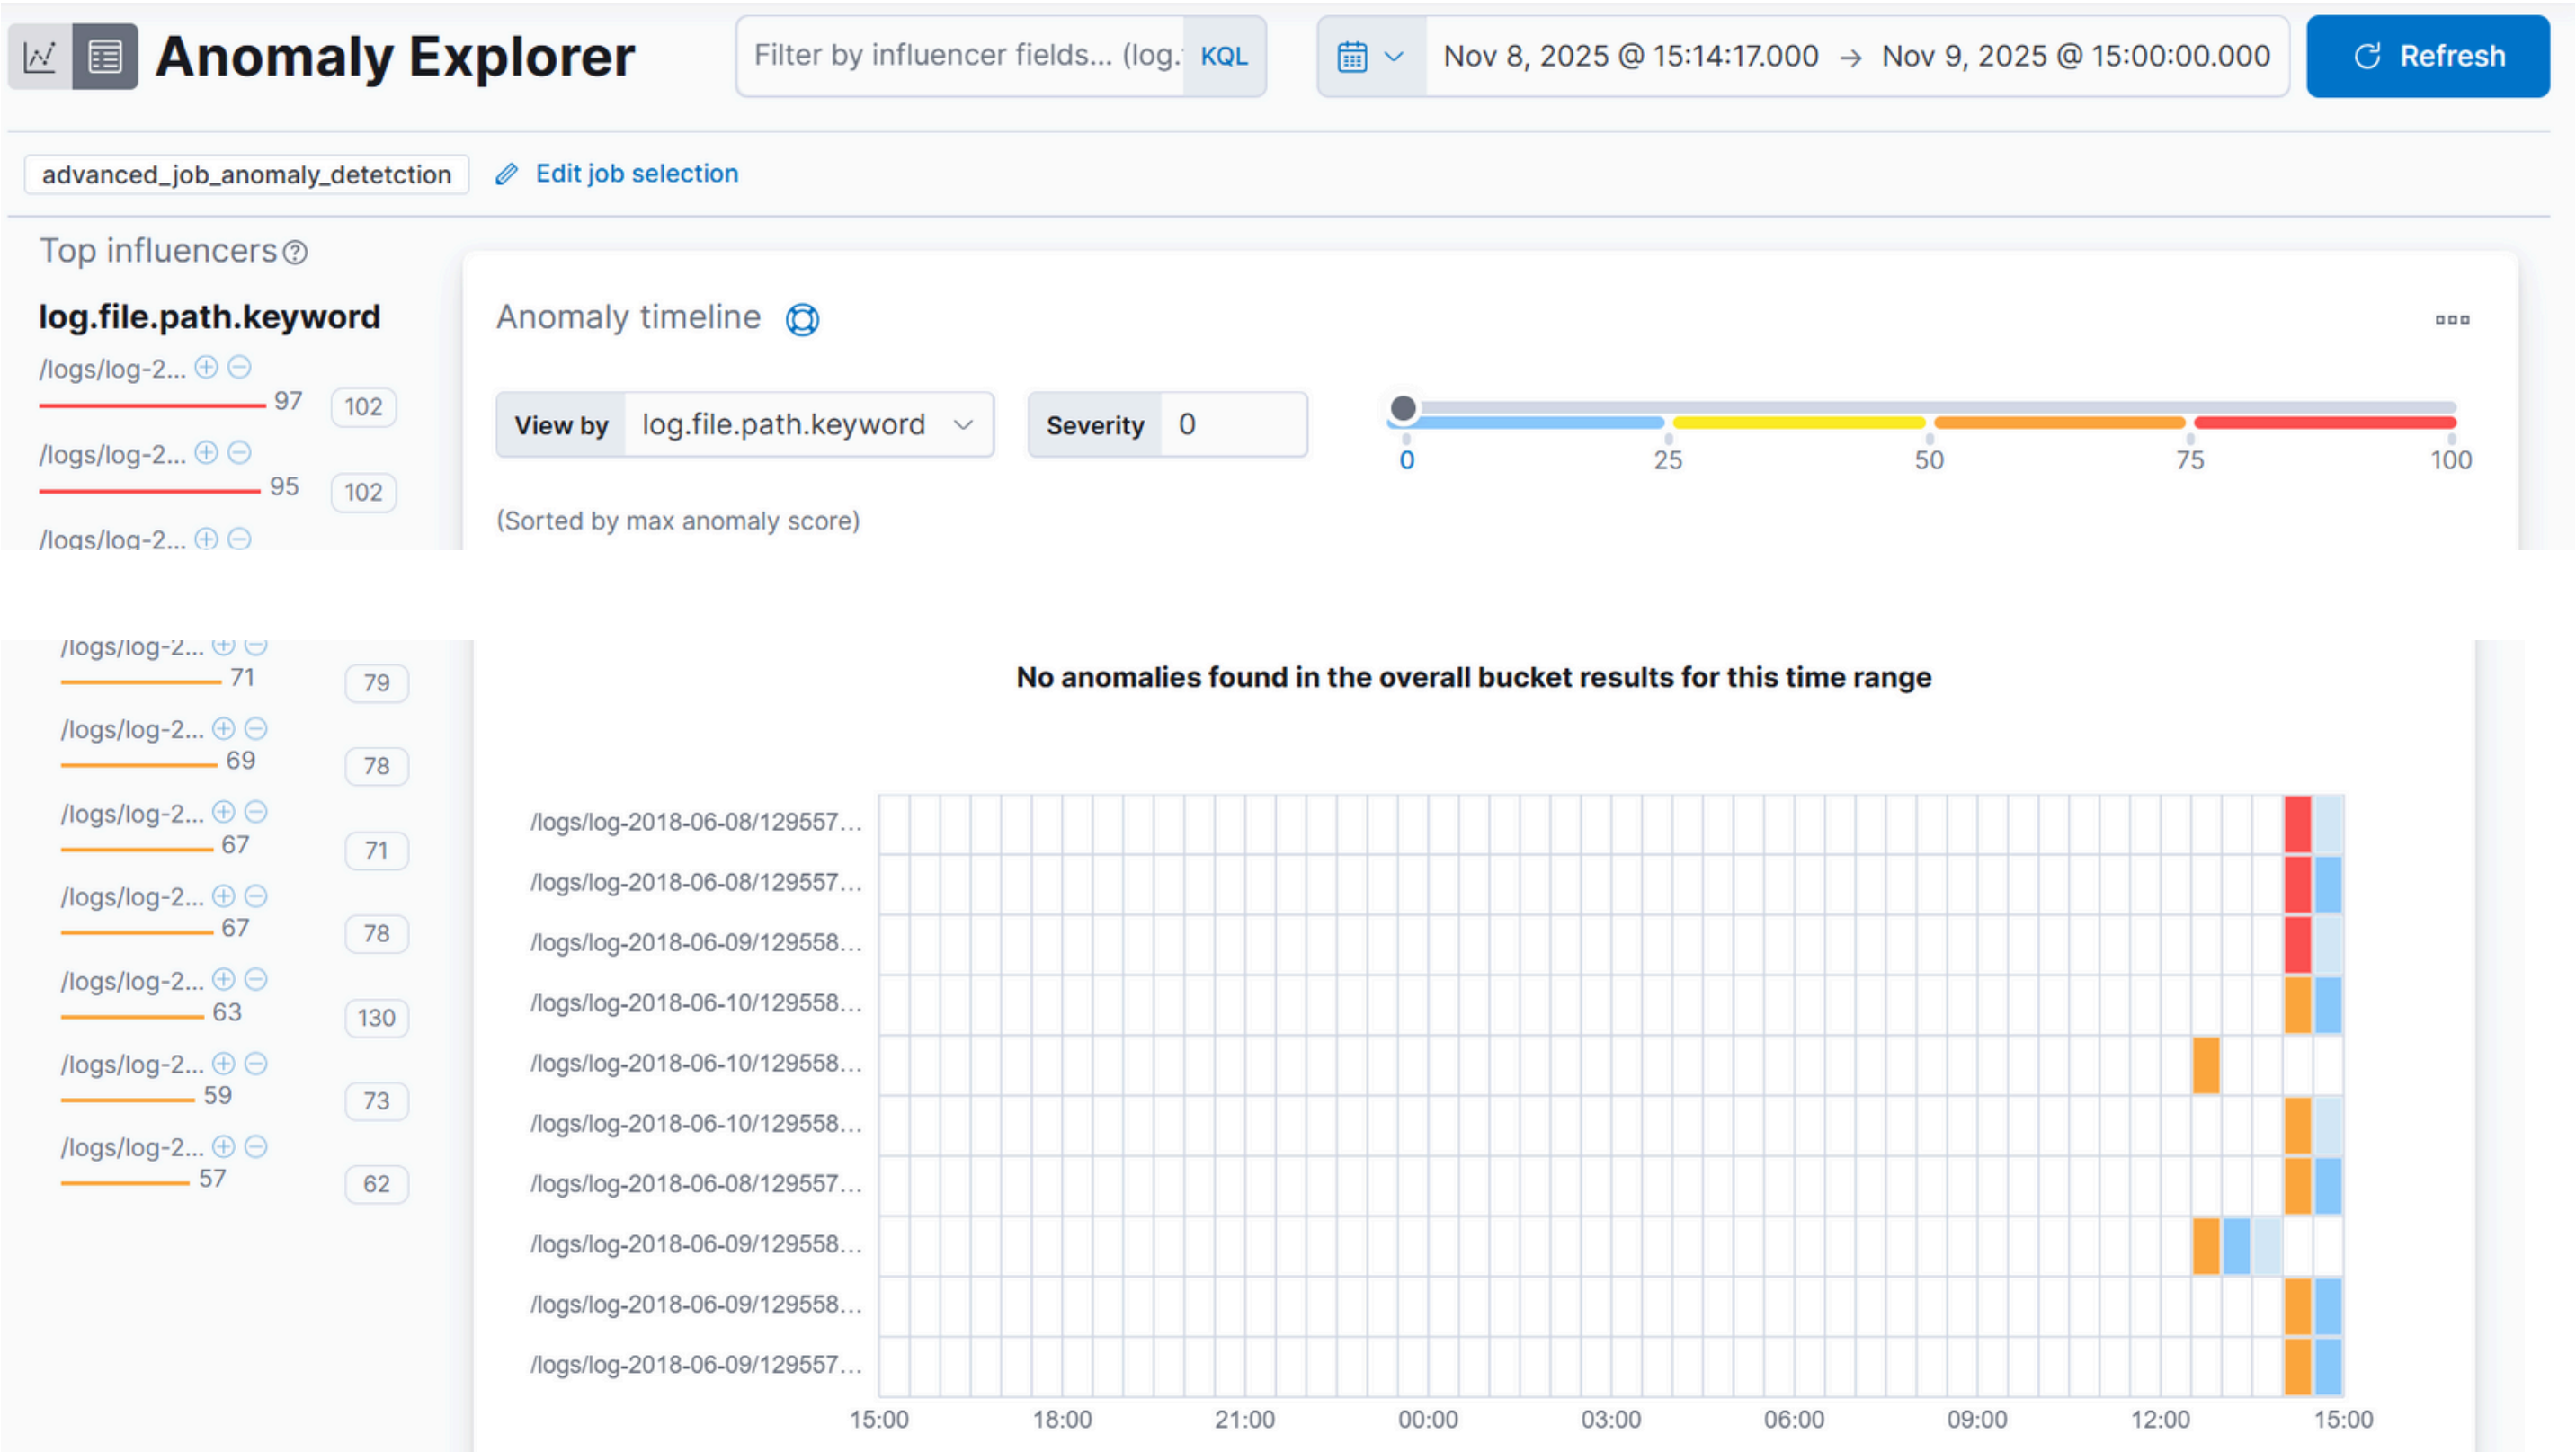 Anomaly Explorer
Filter by influencer fields... (log.
KQL
Nov 8, 2025 @ 15:14:17.000 → Nov 9, 2025 @ 15:00:00.000
Refresh
advanced_job_anomaly_detetction
Edit job selection
Top influencers
log.file.path.keyword
/logs/log-2...
97 102
/logs/log-2...
95 102
/logs/log-2...
Anomaly timeline
View by log.file.path.keyword
Severity 0
0 25 50 75 100
(Sorted by max anomaly score)
/logs/log-2...
71 79
/logs/log-2...
69 78
/logs/log-2...
67 71
/logs/log-2...
67 78
/logs/log-2...
63 130
/logs/log-2...
59 73
/logs/log-2...
57 62
No anomalies found in the overall bucket results for this time range
/logs/log-2018-06-08/129557...
/logs/log-2018-06-08/129557...
/logs/log-2018-06-09/129558...
/logs/log-2018-06-10/129558...
/logs/log-2018-06-10/129558...
/logs/log-2018-06-10/129558...
/logs/log-2018-06-08/129557...
/logs/log-2018-06-09/129558...
/logs/log-2018-06-09/129558...
/logs/log-2018-06-09/129557...
15:00 18:00 21:00 00:00 03:00 06:00 09:00 12:00 15:00